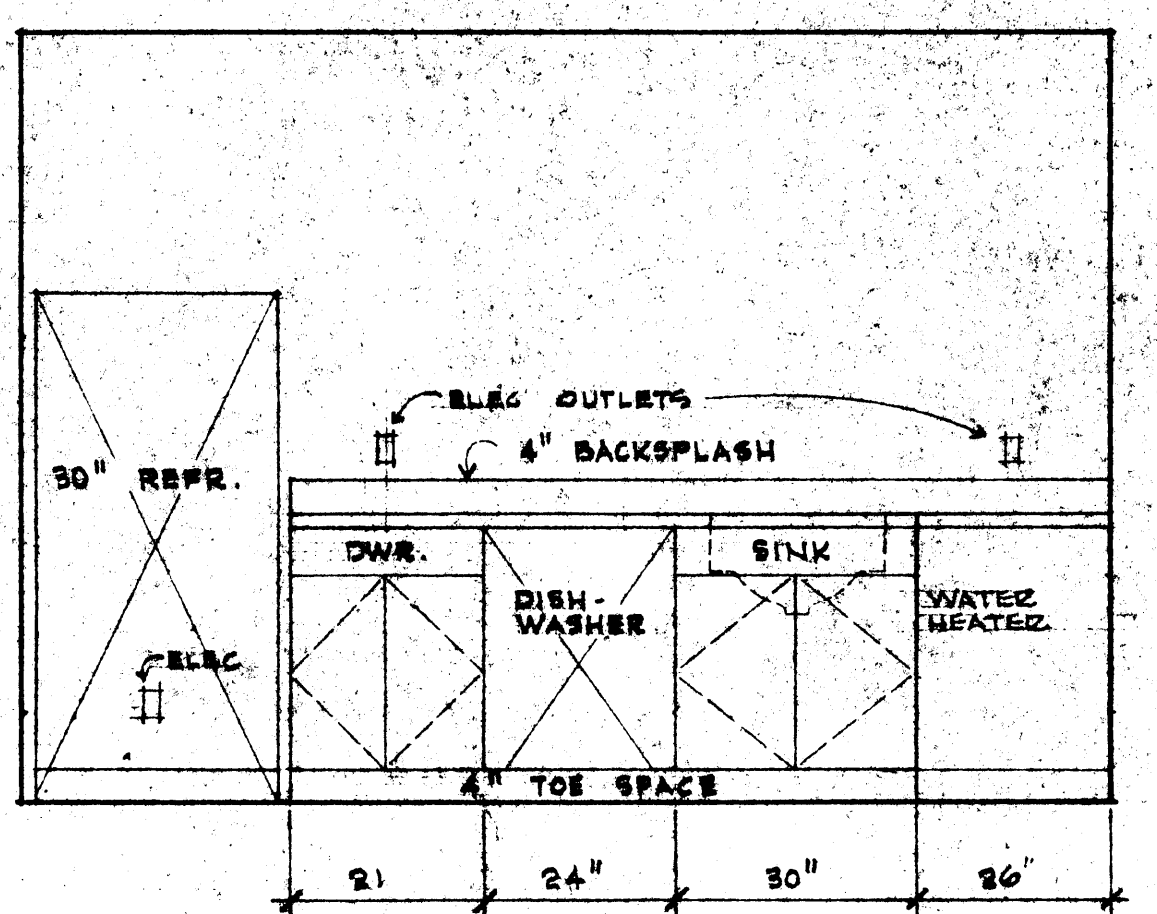 ELEC OUTLETS
4" BACKSPLASH
30" REFR.
DWR.
SINK
DISH-
WASHER
WATER
HEATER
ELEC
4" TOE SPACE
21
24"
30"
26"